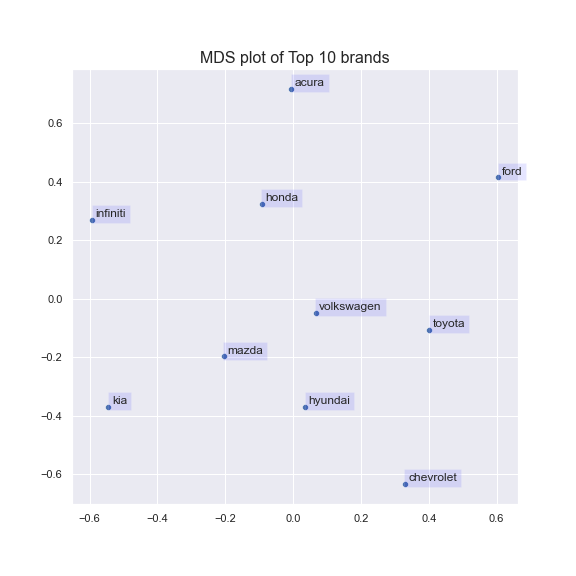 MDS plot of Top 10 brands
acura
0.6
ford
0.4
honda
infiniti
0.2
0.0
volkswagen
toyota
mazda
−0.2
kia
hyundai
−0.4
chevrolet
−0.6
−0.6 −0.4 −0.2 0.0 0.2 0.4 0.6